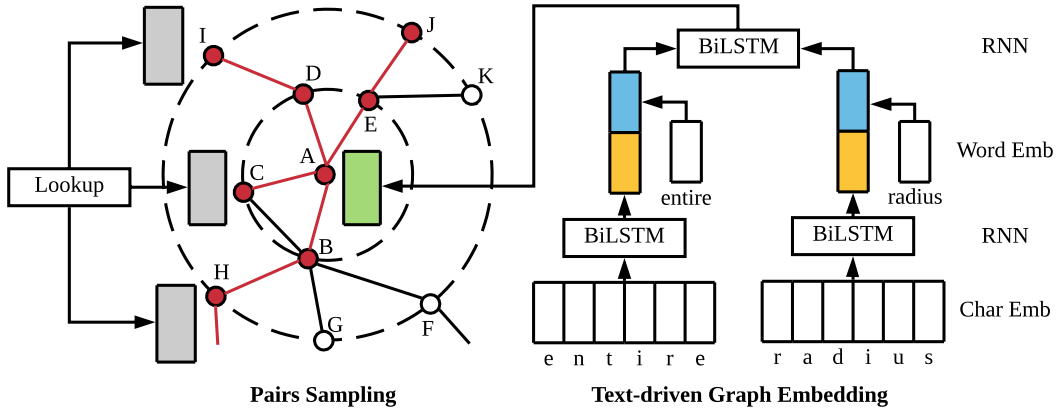 I
J
D
K
E
A
C
Lookup
B
H
G
F
BiLSTM
RNN
Word Emb
entire
radius
BiLSTM
BiLSTM
RNN
Char Emb
e n t i r e
r a d i u s
Pairs Sampling
Text-driven Graph Embedding